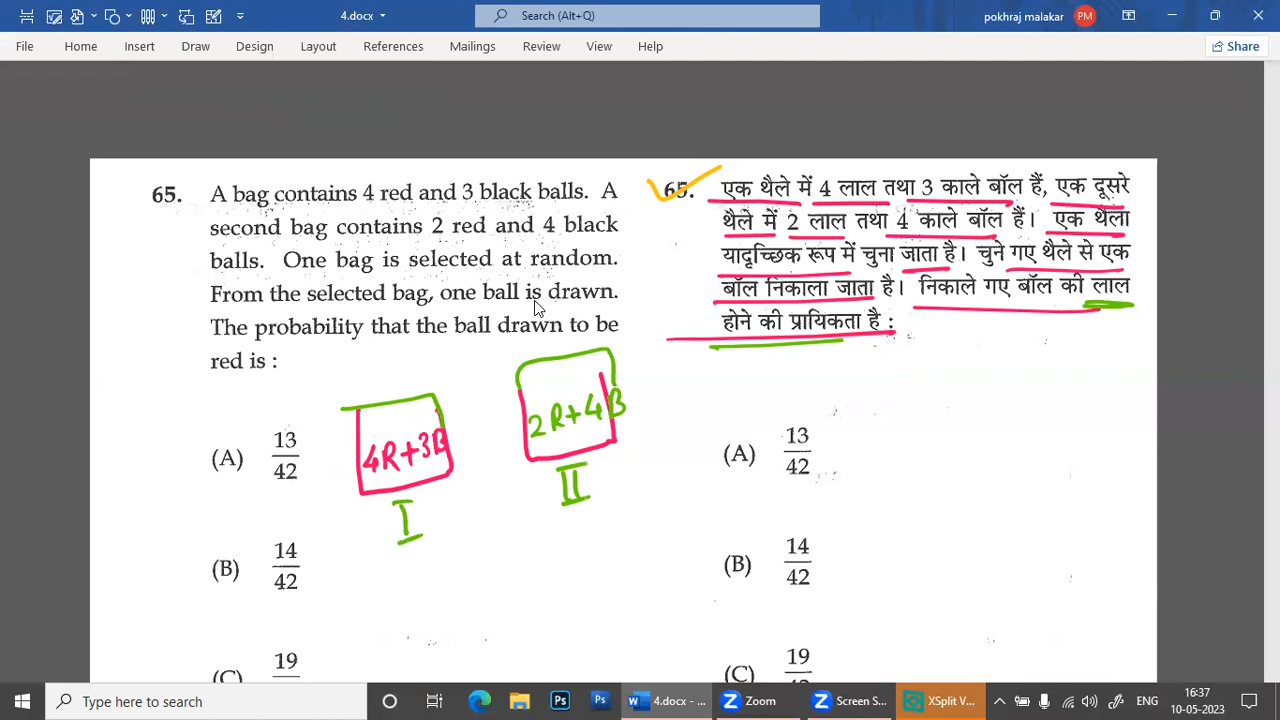 4.docx
Search (Alt+Q)
pokhraj malakar
PM
File Home Insert Draw Design Layout References Mailings Review View Help
Share
65. A bag contains 4 red and 3 black balls. A
second bag contains 2 red and 4 black
balls. One bag is selected at random.
From the selected bag, one ball is drawn.
The probability that the ball drawn to be
red is :
4R+3B
I
2R+4B
II
(A) 13
42
(B) 14
42
(C) 19
65. एक थैले में 4 लाल तथा 3 काले बॉल हैं, एक दूसरे
थैले में 2 लाल तथा 4 काले बॉल हैं। एक थैला
यादृच्छिक रूप में चुना जाता है। चुने गए थैले से एक
बॉल निकाला जाता है। निकाले गए बॉल की लाल
होने की प्रायिकता है :
(A) 13
42
(B) 14
42
(C) 19
Type here to search
Ps
Ps
4.docx - ...
Zoom
Screen S...
XSplit V...
ENG
16:37
10-05-2023